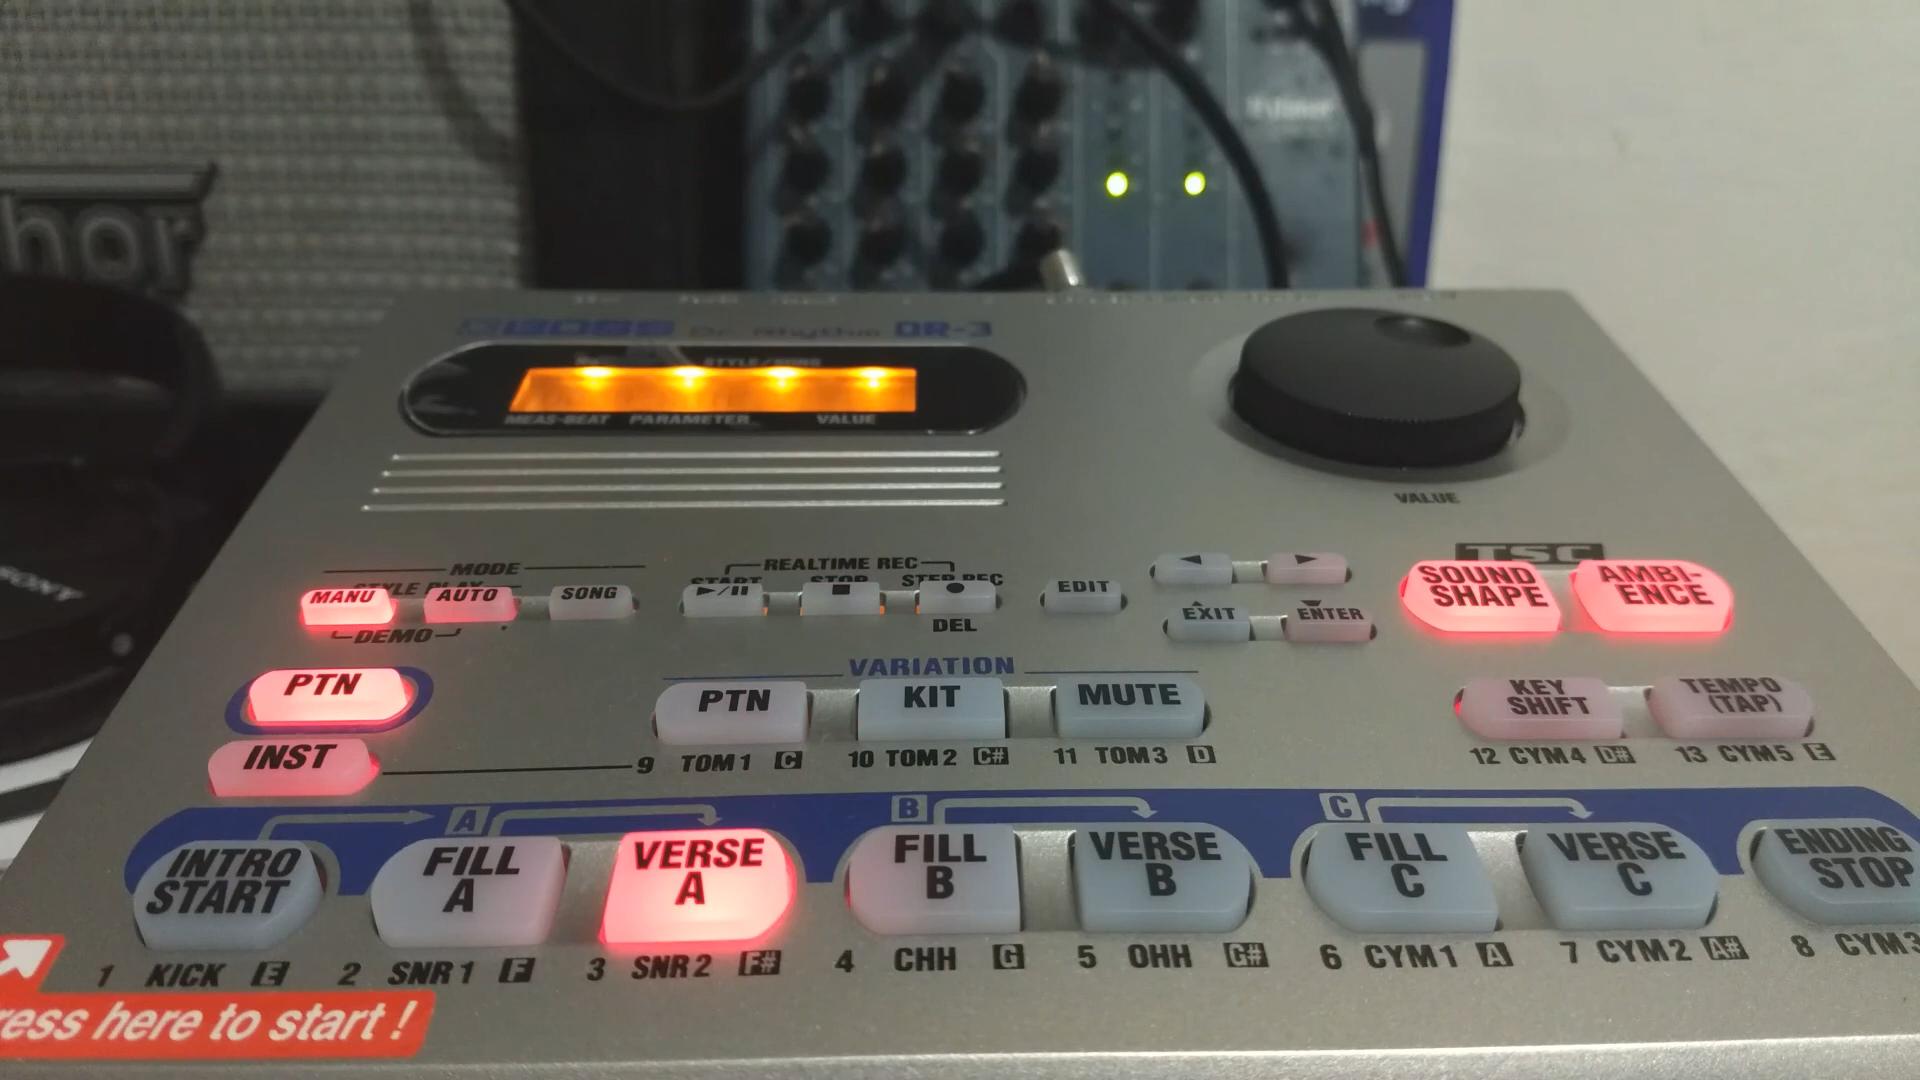 hor
BOSS Dr. Rhythm DR-3
STYLE/SONG
MEAS-BEAT PARAMETER VALUE
VALUE
SONY
MODE
STYLE PLAY
MANU AUTO SONG
DEMO
REALTIME REC
START STOP STEP REC
DEL
EDIT
EXIT ENTER
TSC
SOUND SHAPE
AMBI-ENCE
PTN
INST
VARIATION
PTN KIT MUTE
9 TOM1 C 10 TOM2 C# 11 TOM3 D
KEY SHIFT
TEMPO (TAP)
12 CYM4 D# 13 CYM5 E
A B C
INTRO START
FILL A
VERSE A
FILL B
VERSE B
FILL C
VERSE C
ENDING STOP
1 KICK E 2 SNR1 F 3 SNR2 F# 4 CHH G 5 OHH G# 6 CYM1 A 7 CYM2 A# 8 CYM3
ress here to start!